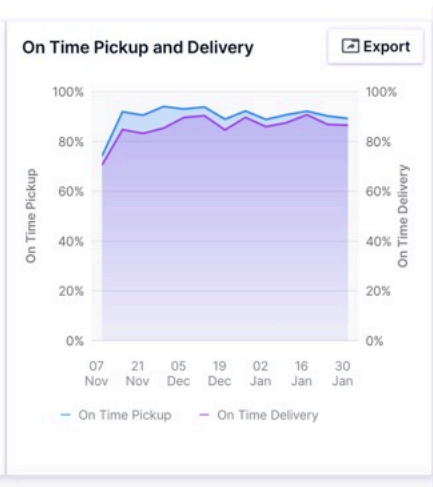 On Time Pickup and Delivery
Export
100% 100%
80% 80%
60% 60%
40% 40%
20% 20%
0% 0%
On Time Pickup
On Time Delivery
07 21 05 19 02 16 30
Nov Nov Dec Dec Jan Jan Jan
On Time Pickup On Time Delivery